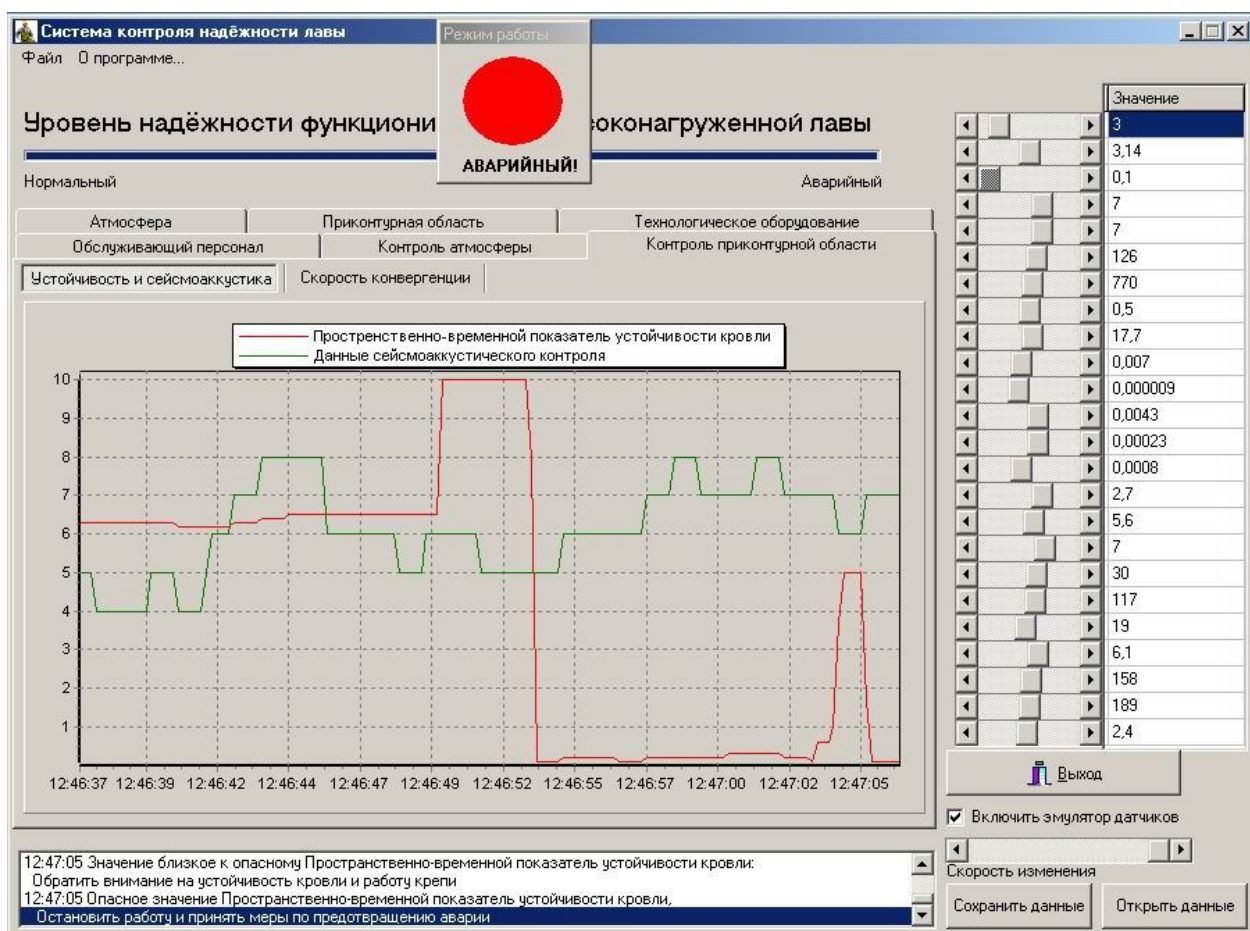 Система контроля надёжности лавы
Режим работы
Файл О программе...
Уровень надёжности функциони
оконагруженной лавы
АВАРИЙНЫЙ!
Нормальный
Аварийный
Атмосфера
Приконтурная область
Технологическое оборудование
Обслуживающий персонал
Контроль атмосферы
Контроль приконтурной области
Устойчивость и сейсмоаккустика
Скорость конвергенции
Простренственно-временной показатель устойчивости кровли
Данные сейсмоаккустического контроля
10
9
8
7
6
5
4
3
2
1
12:46:37 12:46:39 12:46:42 12:46:44 12:46:47 12:46:49 12:46:52 12:46:55 12:46:57 12:47:00 12:47:02 12:47:05
12:47:05 Значение близкое к опасному Пространственно-временной показатель устойчивости кровли:
Обратить внимание на устойчивость кровли и работу крепи
12:47:05 Опасное значение Пространственно-временной показатель устойчивости кровли,
Остановить работу и принять меры по предотвращению аварии
Значение
3
3,14
0,1
7
7
126
770
0,5
17,7
0,007
0,000009
0,0043
0,00023
0,0008
2,7
5,6
7
30
117
19
6,1
158
189
2,4
Выход
Включить эмулятор датчиков
Скорость изменения
Сохранить данные
Открыть данные